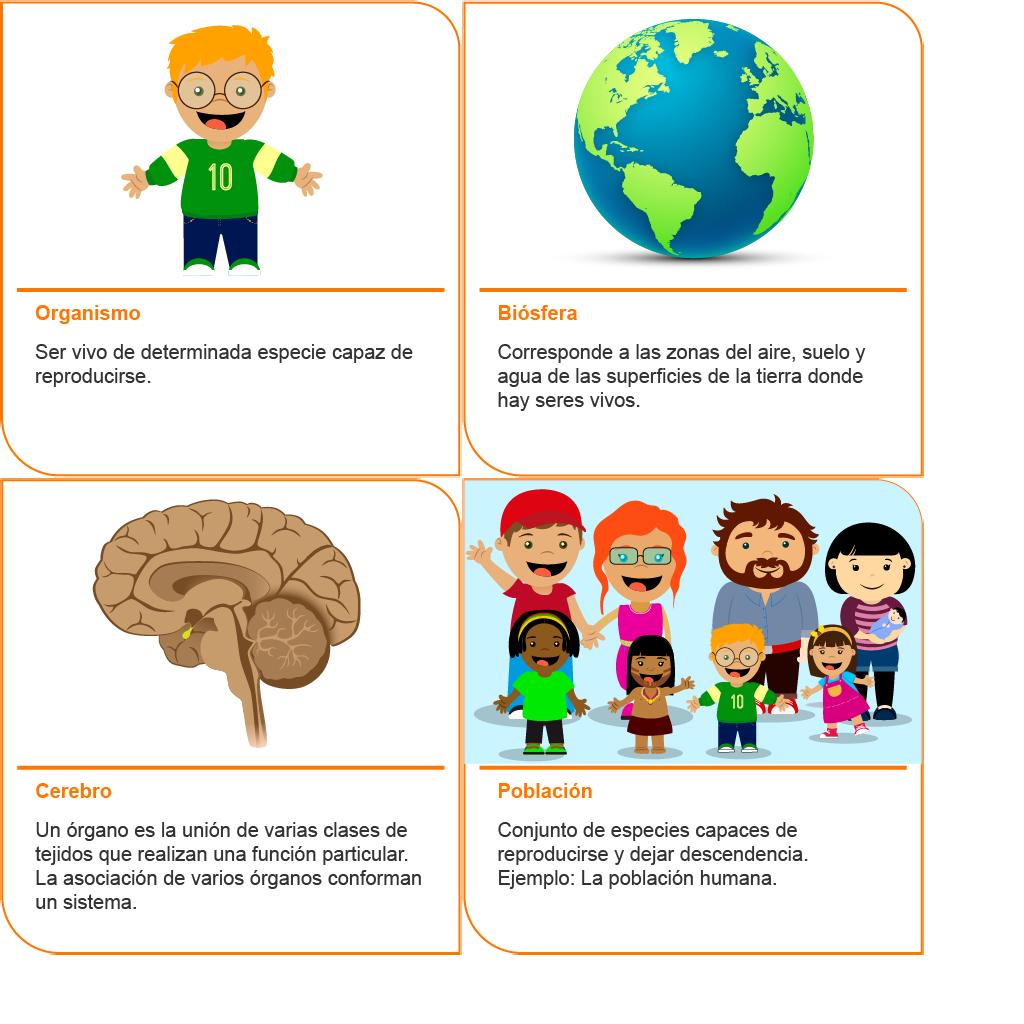 10
Organismo
Ser vivo de determinada especie capaz de
reproducirse.
Biósfera
Corresponde a las zonas del aire, suelo y
agua de las superficies de la tierra donde
hay seres vivos.
Cerebro
Un órgano es la unión de varias clases de
tejidos que realizan una función particular.
La asociación de varios órganos conforman
un sistema.
10
Población
Conjunto de especies capaces de
reproducirse y dejar descendencia.
Ejemplo: La población humana.